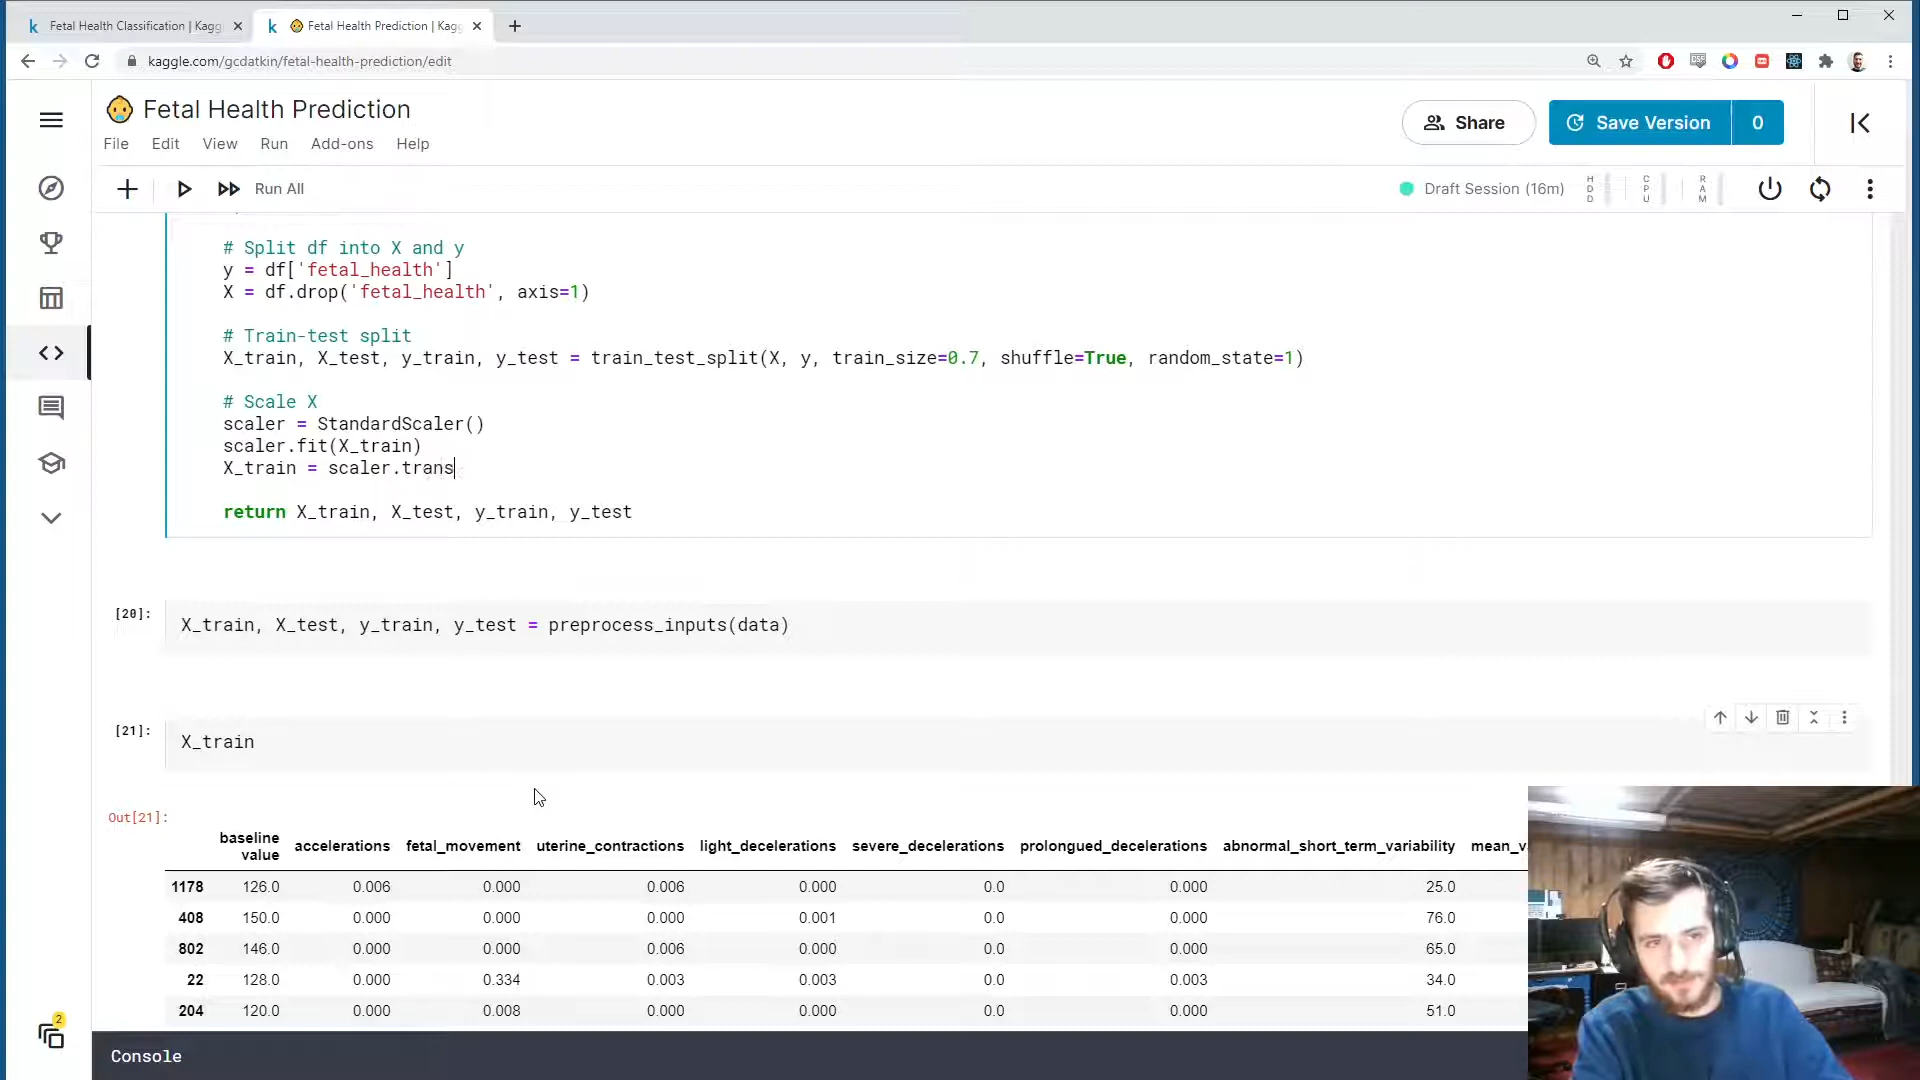 Fetal Health Classification | Kagg
Fetal Health Prediction | Kagg
kaggle.com/gcdatkin/fetal-health-prediction/edit
Fetal Health Prediction
File Edit View Run Add-ons Help
Share
Save Version 0
Run All
Draft Session (16m)
HDD
CPU
RAM
# Split df into X and y
y = df['fetal_health']
X = df.drop('fetal_health', axis=1)
# Train-test split
X_train, X_test, y_train, y_test = train_test_split(X, y, train_size=0.7, shuffle=True, random_state=1)
# Scale X
scaler = StandardScaler()
scaler.fit(X_train)
X_train = scaler.trans
return X_train, X_test, y_train, y_test
[20]:
X_train, X_test, y_train, y_test = preprocess_inputs(data)
[21]:
X_train
Out[21]:
baseline value accelerations fetal_movement uterine_contractions light_decelerations severe_decelerations prolongued_decelerations abnormal_short_term_variability mean_v
1178 126.0 0.006 0.000 0.006 0.000 0.0 0.000 25.0
408 150.0 0.000 0.000 0.000 0.001 0.0 0.000 76.0
802 146.0 0.000 0.000 0.006 0.000 0.0 0.000 65.0
22 128.0 0.000 0.334 0.003 0.003 0.0 0.003 34.0
204 120.0 0.000 0.008 0.000 0.000 0.0 0.000 51.0
2
Console